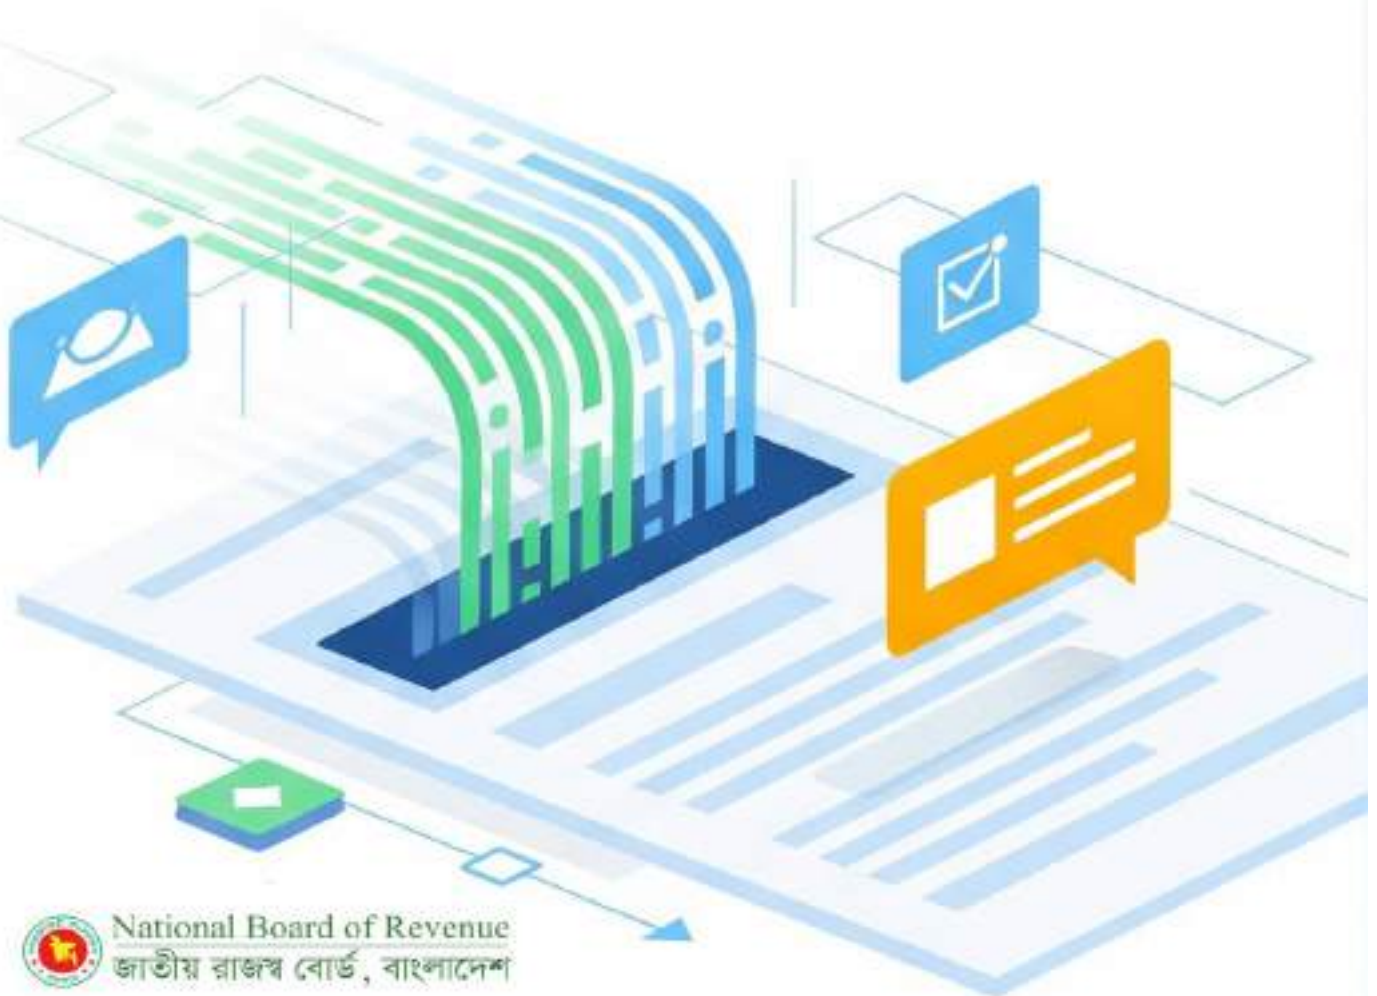 National Board of Revenue
জাতীয় রাজস্ব বোর্ড, বাংলাদেশ